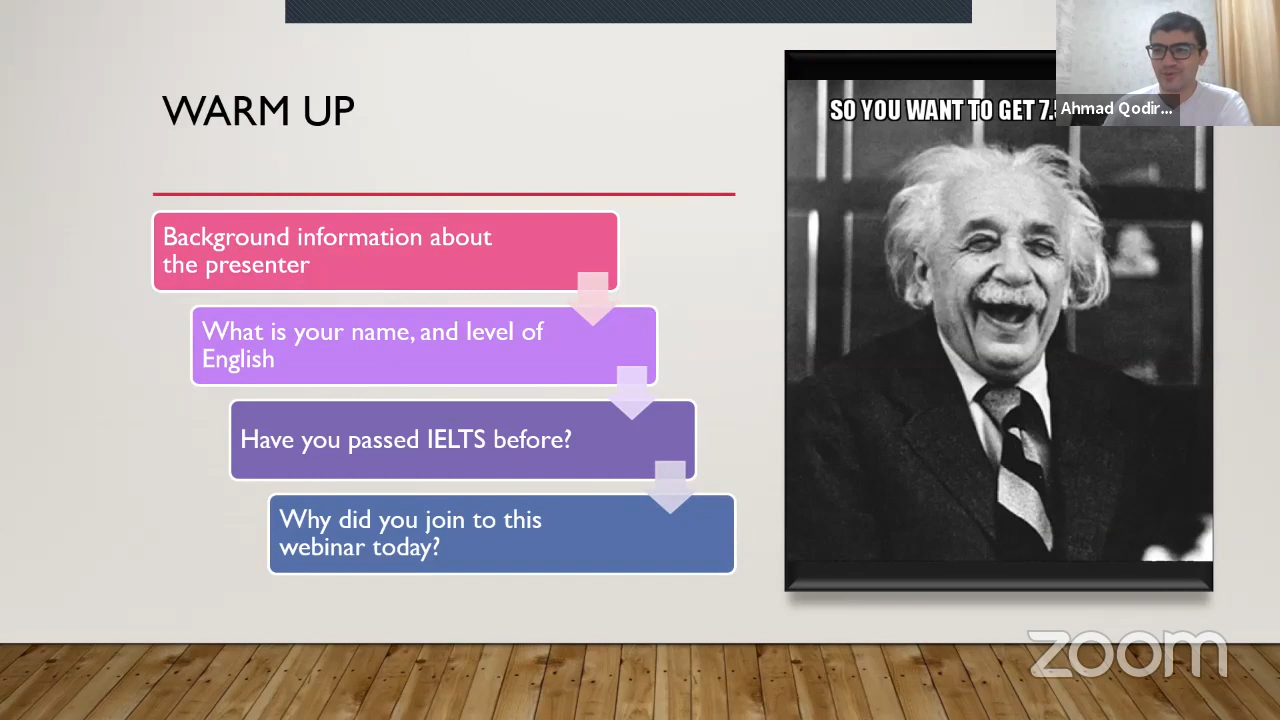 WARM UP
Background information about
the presenter
What is your name, and level of
English
Have you passed IELTS before?
Why did you join to this
webinar today?
SO YOU WANT TO GET 7.
Ahmad Qodir...
zoom